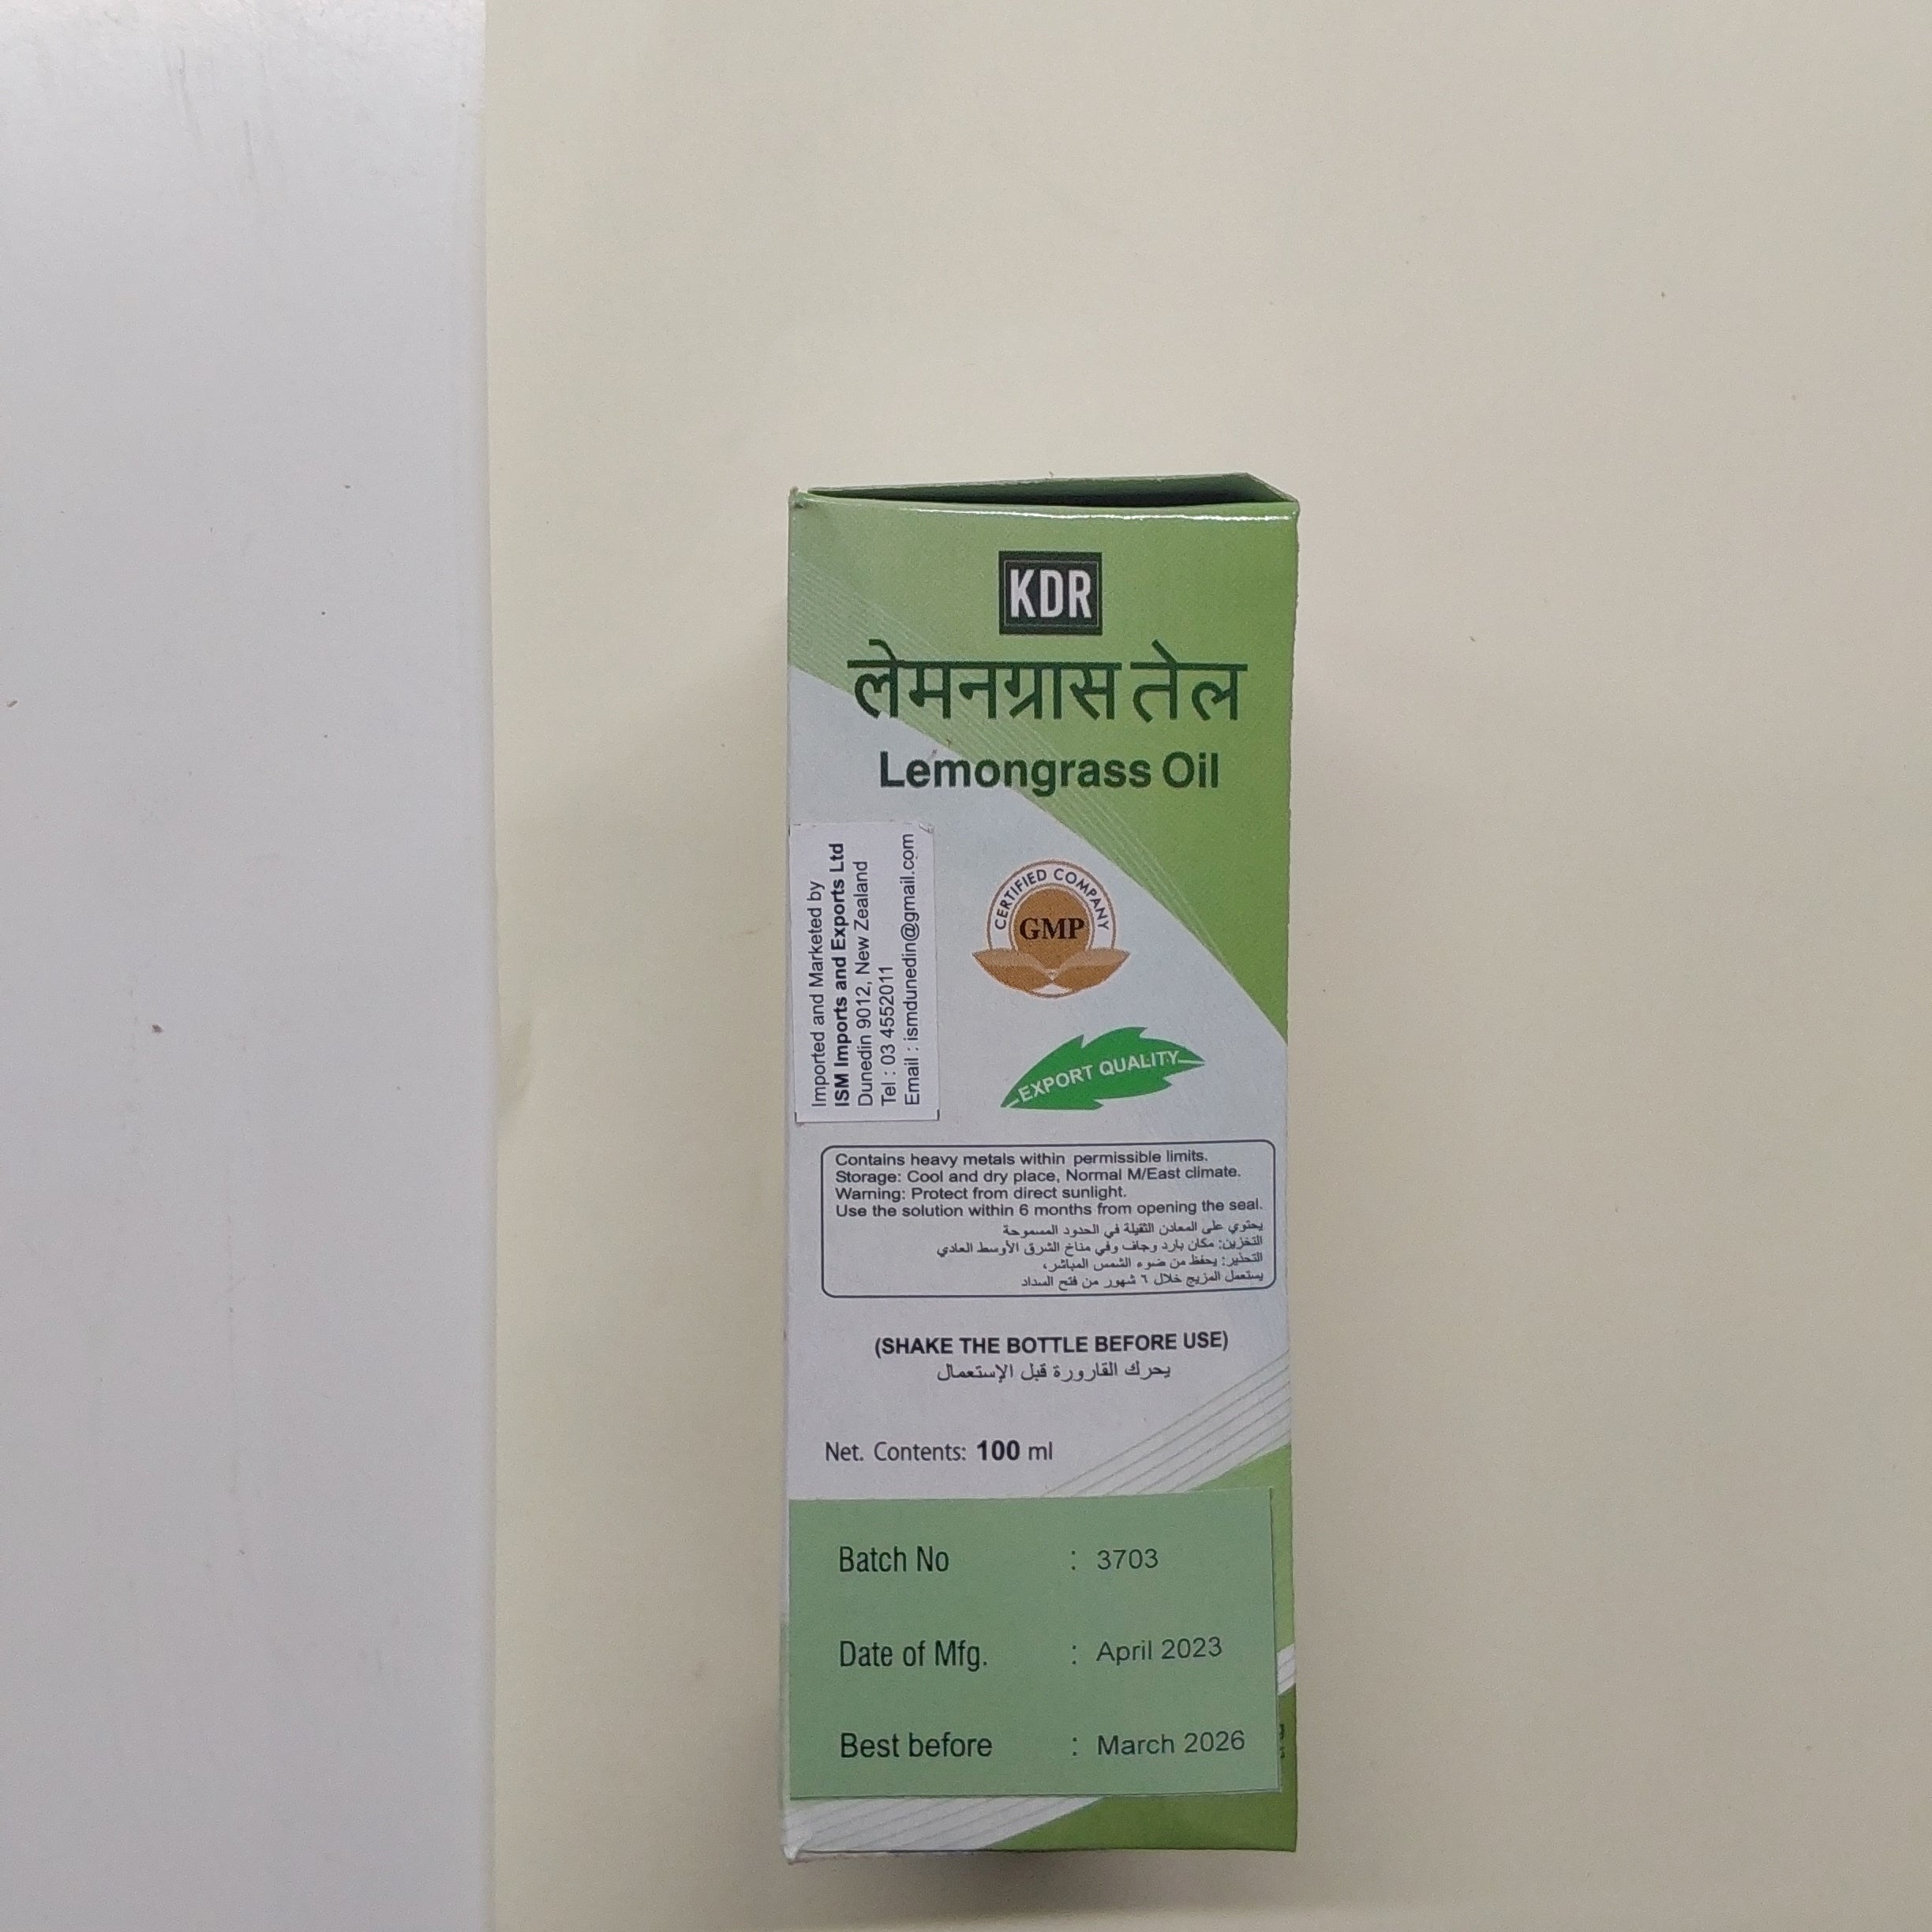 KDR
लेमनग्रास तेल
Lemongrass Oil
Imported and Marketed by
ISM Imports and Exports Ltd
Dunedin 9012, New Zealand
Tel : 03 4552011
Email : ismdunedin@gmail.com
CERTIFIED COMPANY
GMP
EXPORT QUALITY
Contains heavy metals within permissible limits.
Storage: Cool and dry place, Normal M/East climate.
Warning: Protect from direct sunlight.
Use the solution within 6 months from opening the seal.
يحتوي على المعادن الثقيلة في الحدود المسموحة
التخزين: مكان بارد وجاف وفي مناخ الشرق الأوسط العادي
التحذير: يحفظ من ضوء الشمس المباشر،
يستعمل المزيج خلال ٦ شهور من فتح السداد
(SHAKE THE BOTTLE BEFORE USE)
يحرك القارورة قبل الإستعمال
Net. Contents: 100 ml
Batch No : 3703
Date of Mfg. : April 2023
Best before : March 2026